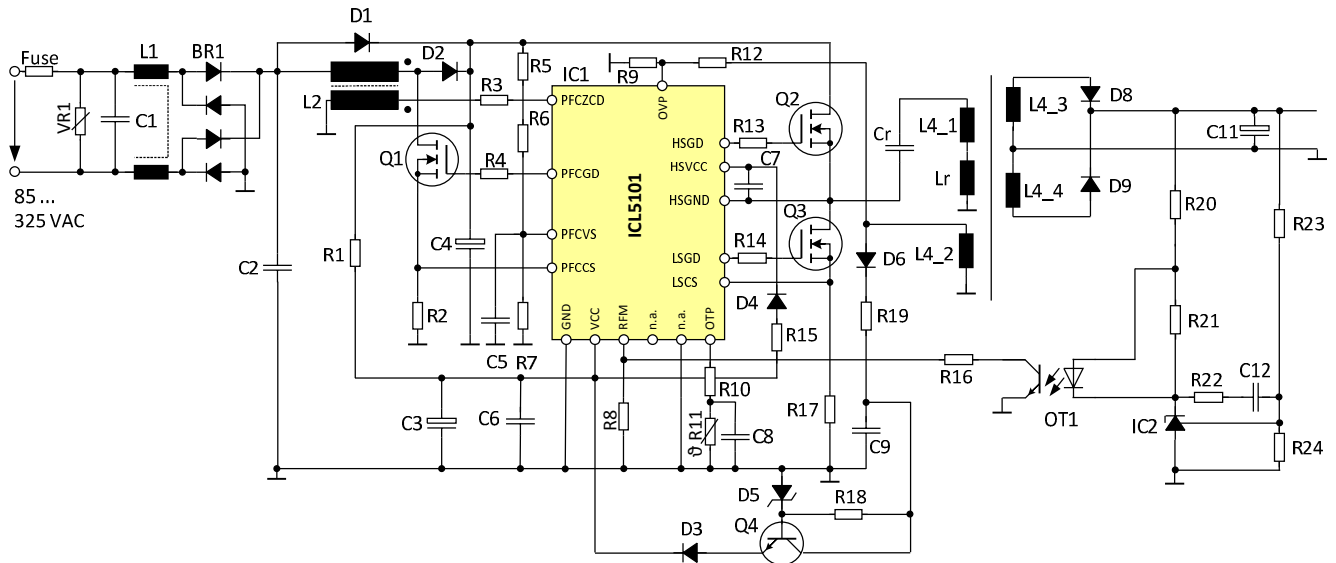 D1
Fuse
L1
BR1
D2
R5
R9
R12
R3
IC1
PFCZCD
OVP
Q2
L4_3
D8
VR1
C1
L2
R6
Cr
L4_1
C11
R13
HSGD
Q1
R4
PFCGD
HSVCC
C7
Lr
L4_4
D9
HSGND
85 ...
325 VAC
ICL5101
Q3
R20
R23
R1
C4
PFCVS
R14
LSGD
D6
L4_2
C2
PFCCS
LSCS
D4
R2
GND
VCC
RFM
n.a.
n.a.
OTP
R15
R19
R21
C5
R7
R10
R16
R22
C12
C3
C6
R8
ϑ R11
C8
R17
C9
OT1
IC2
R24
D5
R18
Q4
D3